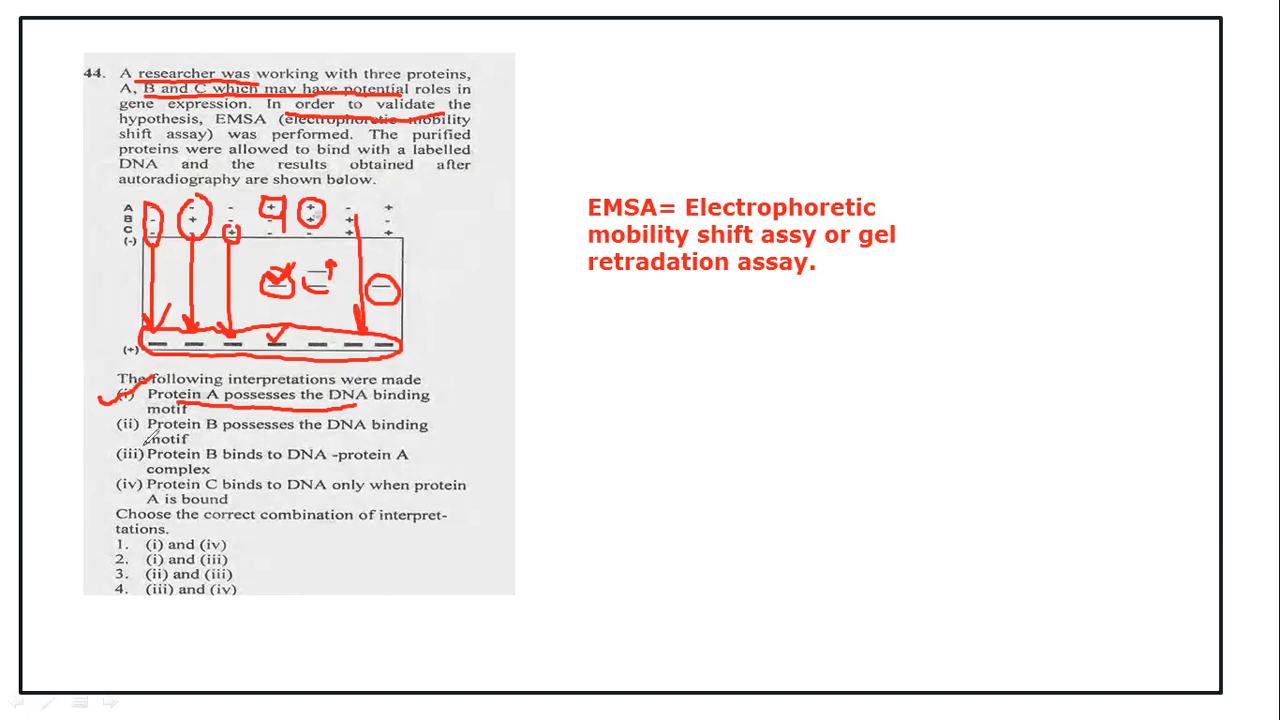 44. A researcher was working with three proteins,
A, B and C which may have potential roles in
gene expression. In order to validate the
hypothesis, EMSA (electrophoretic mobility
shift assay) was performed. The purified
proteins were allowed to bind with a labelled
DNA and the results obtained after
autoradiography are shown below.
A - - + + - +
B - + - - + + -
C - - + - - + +
(-)
(+)
The following interpretations were made
(i) Protein A possesses the DNA binding
motif
(ii) Protein B possesses the DNA binding
motif
(iii) Protein B binds to DNA -protein A
complex
(iv) Protein C binds to DNA only when protein
A is bound
Choose the correct combination of interpret-
tations.
1. (i) and (iv)
2. (i) and (iii)
3. (ii) and (iii)
4. (iii) and (iv)
EMSA= Electrophoretic
mobility shift assy or gel
retradation assay.